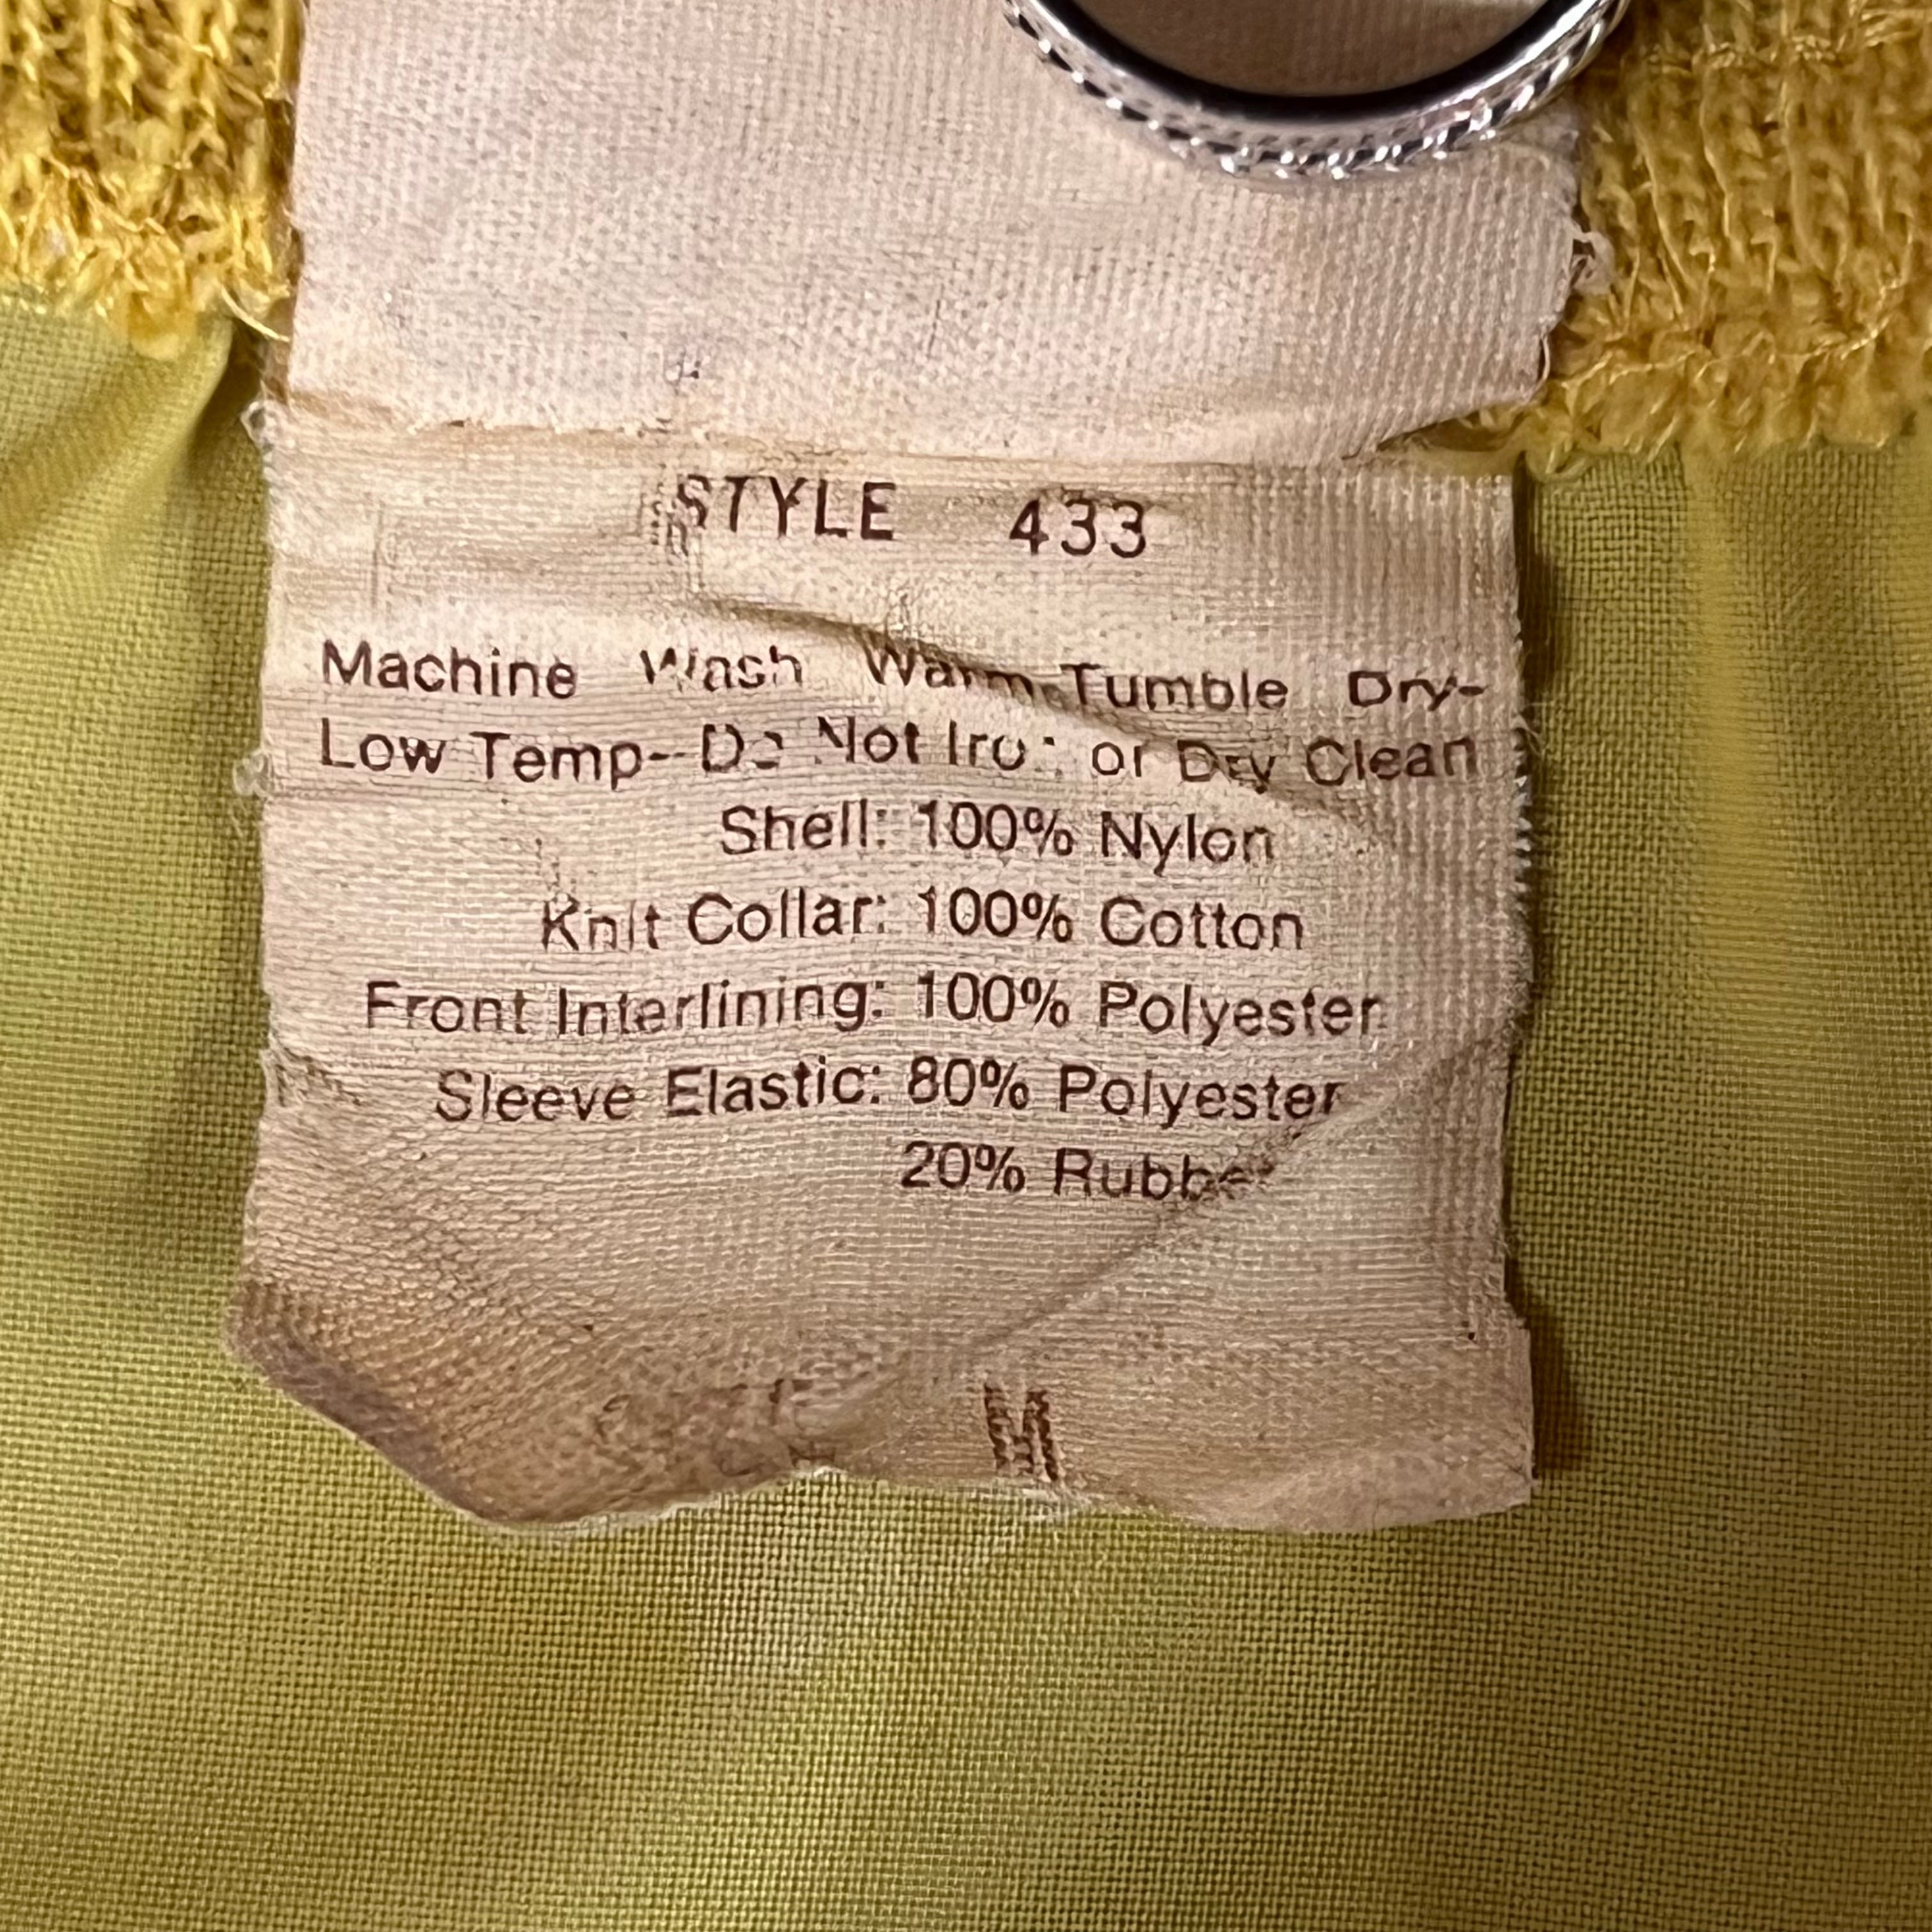 STYLE 433
Machine Wash Warm Tumble Dry-
Low Temp--Do Not Iron or Dry Clean
Shell: 100% Nylon
Knit Collar: 100% Cotton
Front Interlining: 100% Polyester
Sleeve Elastic: 80% Polyester
20% Rubber
M